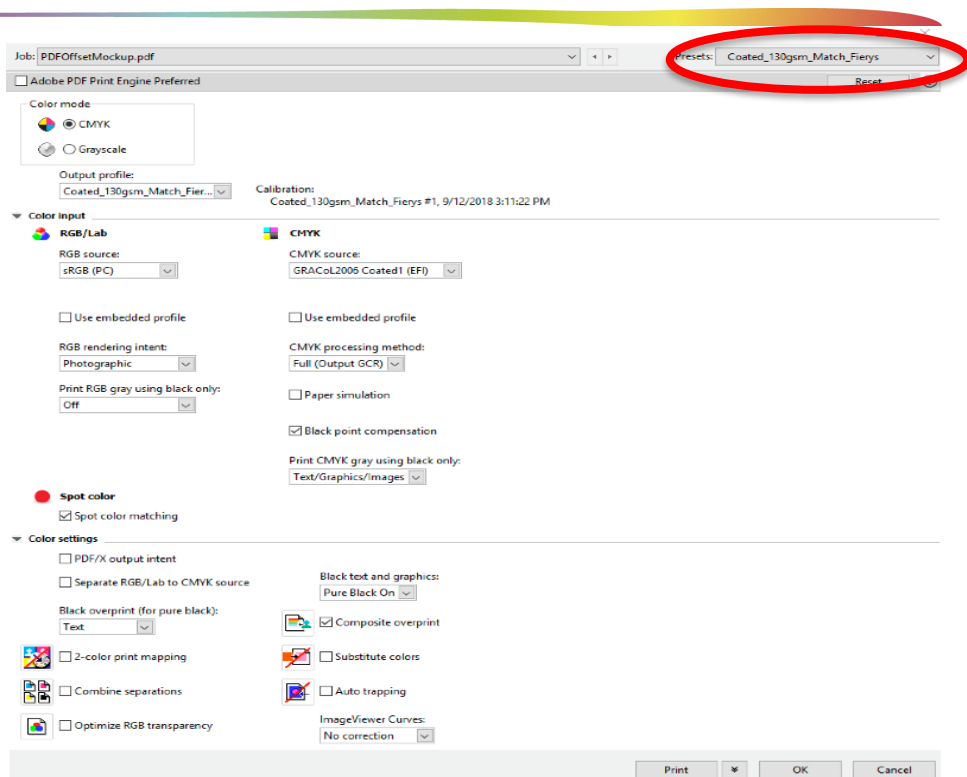 Job: PDFOffsetMockup.pdf Presets: Coated_130gsm_Match_Fierys
Adobe PDF Print Engine Preferred Reset
Color mode
CMYK
Grayscale
Output profile:
Coated_130gsm_Match_Fier...
Calibration:
Coated_130gsm_Match_Fierys #1, 9/12/2018 3:11:22 PM
Color input
RGB/Lab CMYK
RGB source: CMYK source:
sRGB (PC) GRACoL2006 Coated1 (EFI)
Use embedded profile Use embedded profile
RGB rendering intent: CMYK processing method:
Photographic Full (Output GCR)
Print RGB gray using black only:
Off
Paper simulation
Black point compensation
Print CMYK gray using black only:
Text/Graphics/Images
Spot color
Spot color matching
Color settings
PDF/X output intent
Separate RGB/Lab to CMYK source
Black text and graphics:
Pure Black On
Black overprint (for pure black):
Text
Composite overprint
2-color print mapping Substitute colors
Combine separations Auto trapping
Optimize RGB transparency
ImageViewer Curves:
No correction
Print OK Cancel